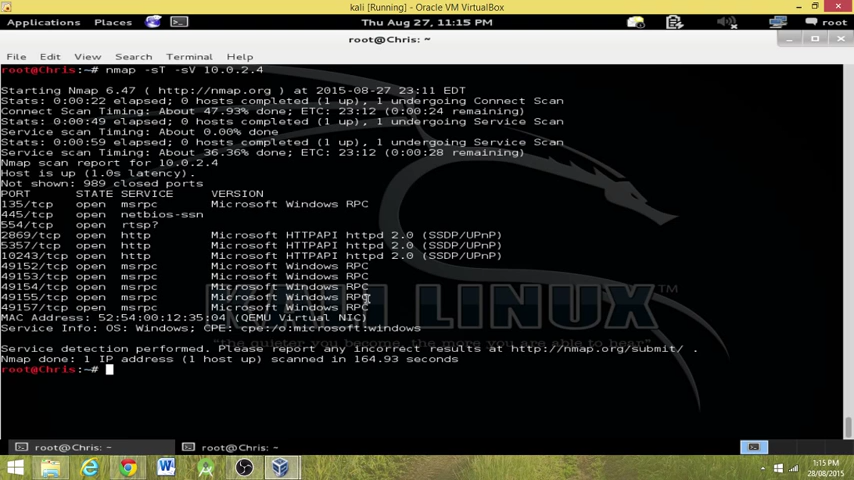 kali [Running] - Oracle VM VirtualBox
Applications Places Thu Aug 27, 11:15 PM root
root@Chris: ~
File Edit View Search Terminal Help
root@Chris:~# nmap -sT -sV 10.0.2.4
Starting Nmap 6.47 ( http://nmap.org ) at 2015-08-27 23:11 EDT
Stats: 0:00:22 elapsed; 0 hosts completed (1 up), 1 undergoing Connect Scan
Connect Scan Timing: About 47.93% done; ETC: 23:12 (0:00:24 remaining)
Stats: 0:00:49 elapsed; 0 hosts completed (1 up), 1 undergoing Service Scan
Service scan Timing: About 0.00% done
Stats: 0:00:59 elapsed; 0 hosts completed (1 up), 1 undergoing Service Scan
Service scan Timing: About 36.36% done; ETC: 23:12 (0:00:28 remaining)
Nmap scan report for 10.0.2.4
Host is up (1.0s latency).
Not shown: 989 closed ports
PORT STATE SERVICE VERSION
135/tcp open msrpc Microsoft Windows RPC
445/tcp open netbios-ssn
554/tcp open rtsp?
2869/tcp open http Microsoft HTTPAPI httpd 2.0 (SSDP/UPnP)
5357/tcp open http Microsoft HTTPAPI httpd 2.0 (SSDP/UPnP)
10243/tcp open http Microsoft HTTPAPI httpd 2.0 (SSDP/UPnP)
49152/tcp open msrpc Microsoft Windows RPC
49153/tcp open msrpc Microsoft Windows RPC
49154/tcp open msrpc Microsoft Windows RPC
49155/tcp open msrpc Microsoft Windows RPC
49157/tcp open msrpc Microsoft Windows RPC
MAC Address: 52:54:00:12:35:04 (QEMU Virtual NIC)
Service Info: OS: Windows; CPE: cpe:/o:microsoft:windows
KALI LINUX™
"the quieter you become, the more you are able to hear"
Service detection performed. Please report any incorrect results at http://nmap.org/submit/ .
Nmap done: 1 IP address (1 host up) scanned in 164.93 seconds
root@Chris:~#
root@Chris: ~ root@Chris: ~
1:15 PM
28/08/2015